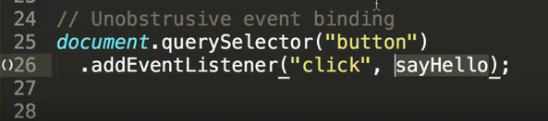 24 // Unobstrusive event binding
25 document.querySelector("button")
26 .addEventListener("click", sayHello);
27
28